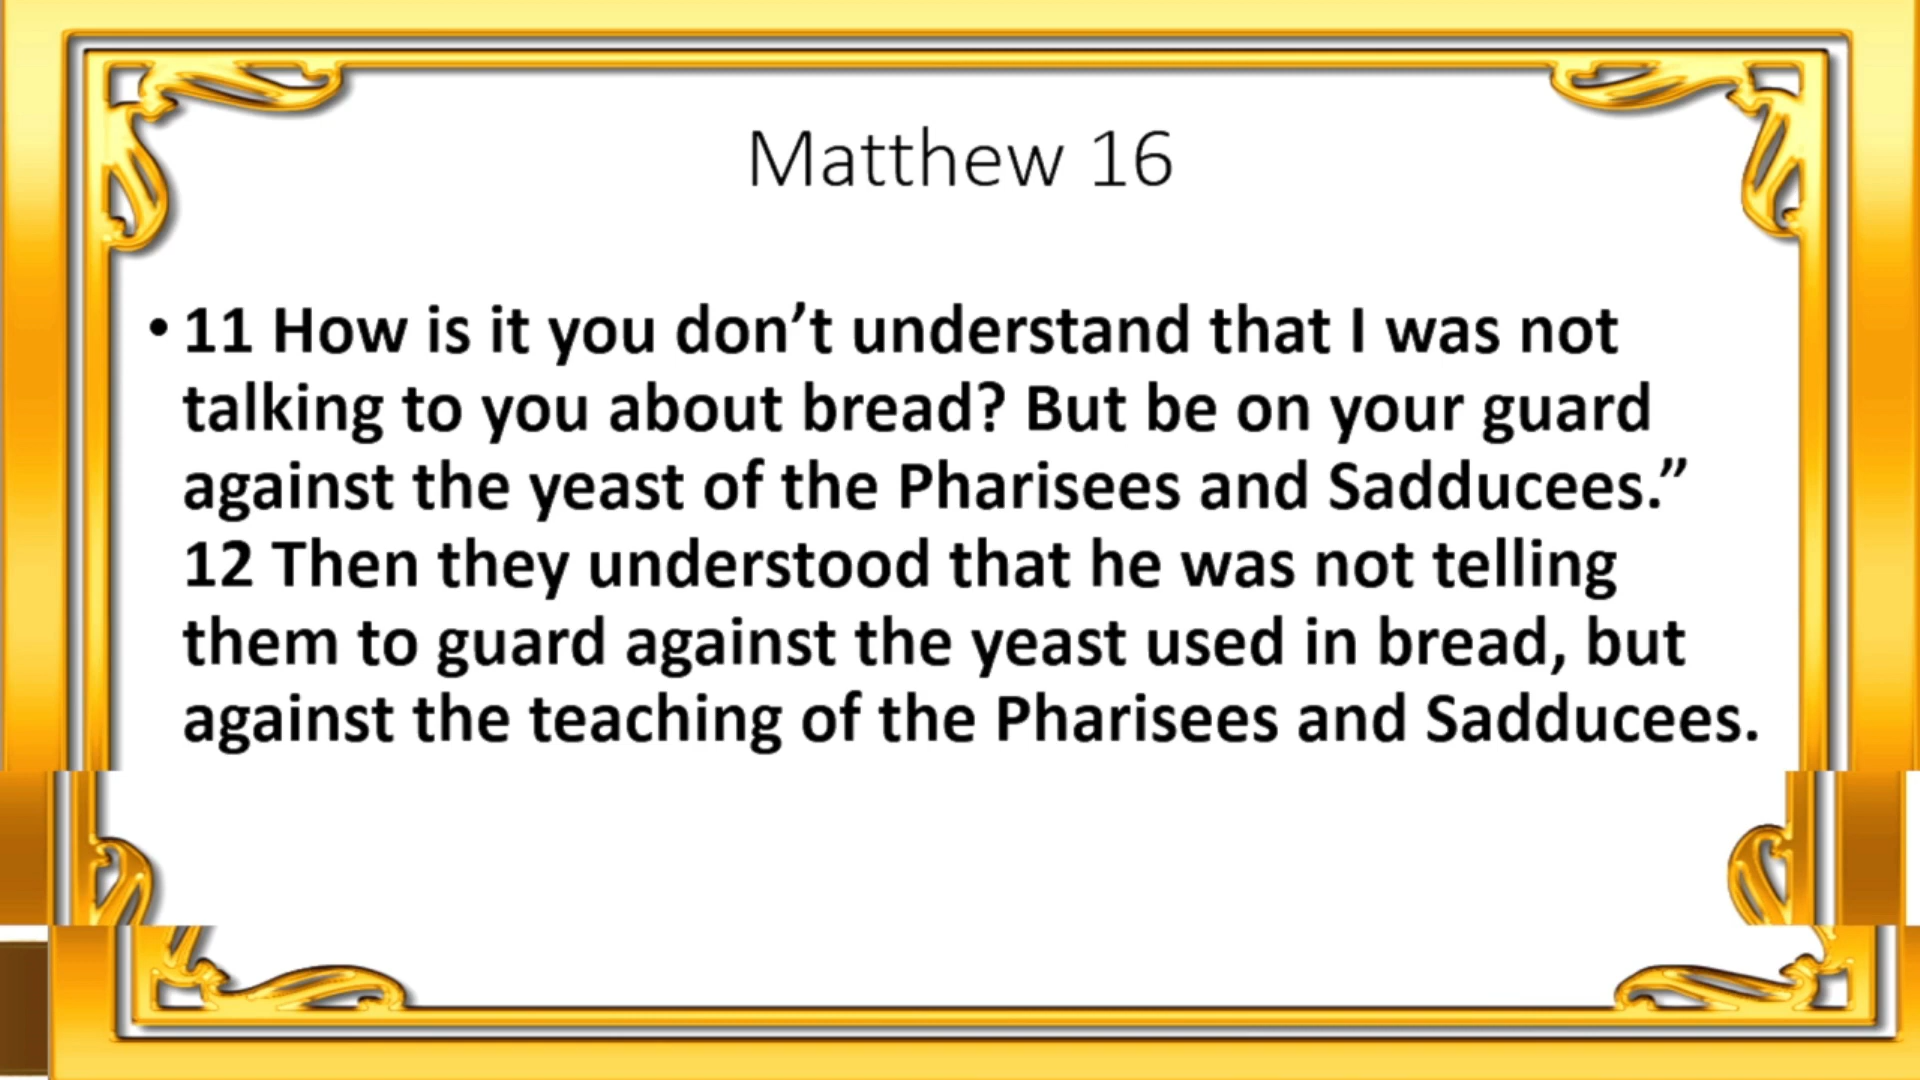 Matthew 16
• 11 How is it you don’t understand that I was not
talking to you about bread? But be on your guard
against the yeast of the Pharisees and Sadducees.”
12 Then they understood that he was not telling
them to guard against the yeast used in bread, but
against the teaching of the Pharisees and Sadducees.